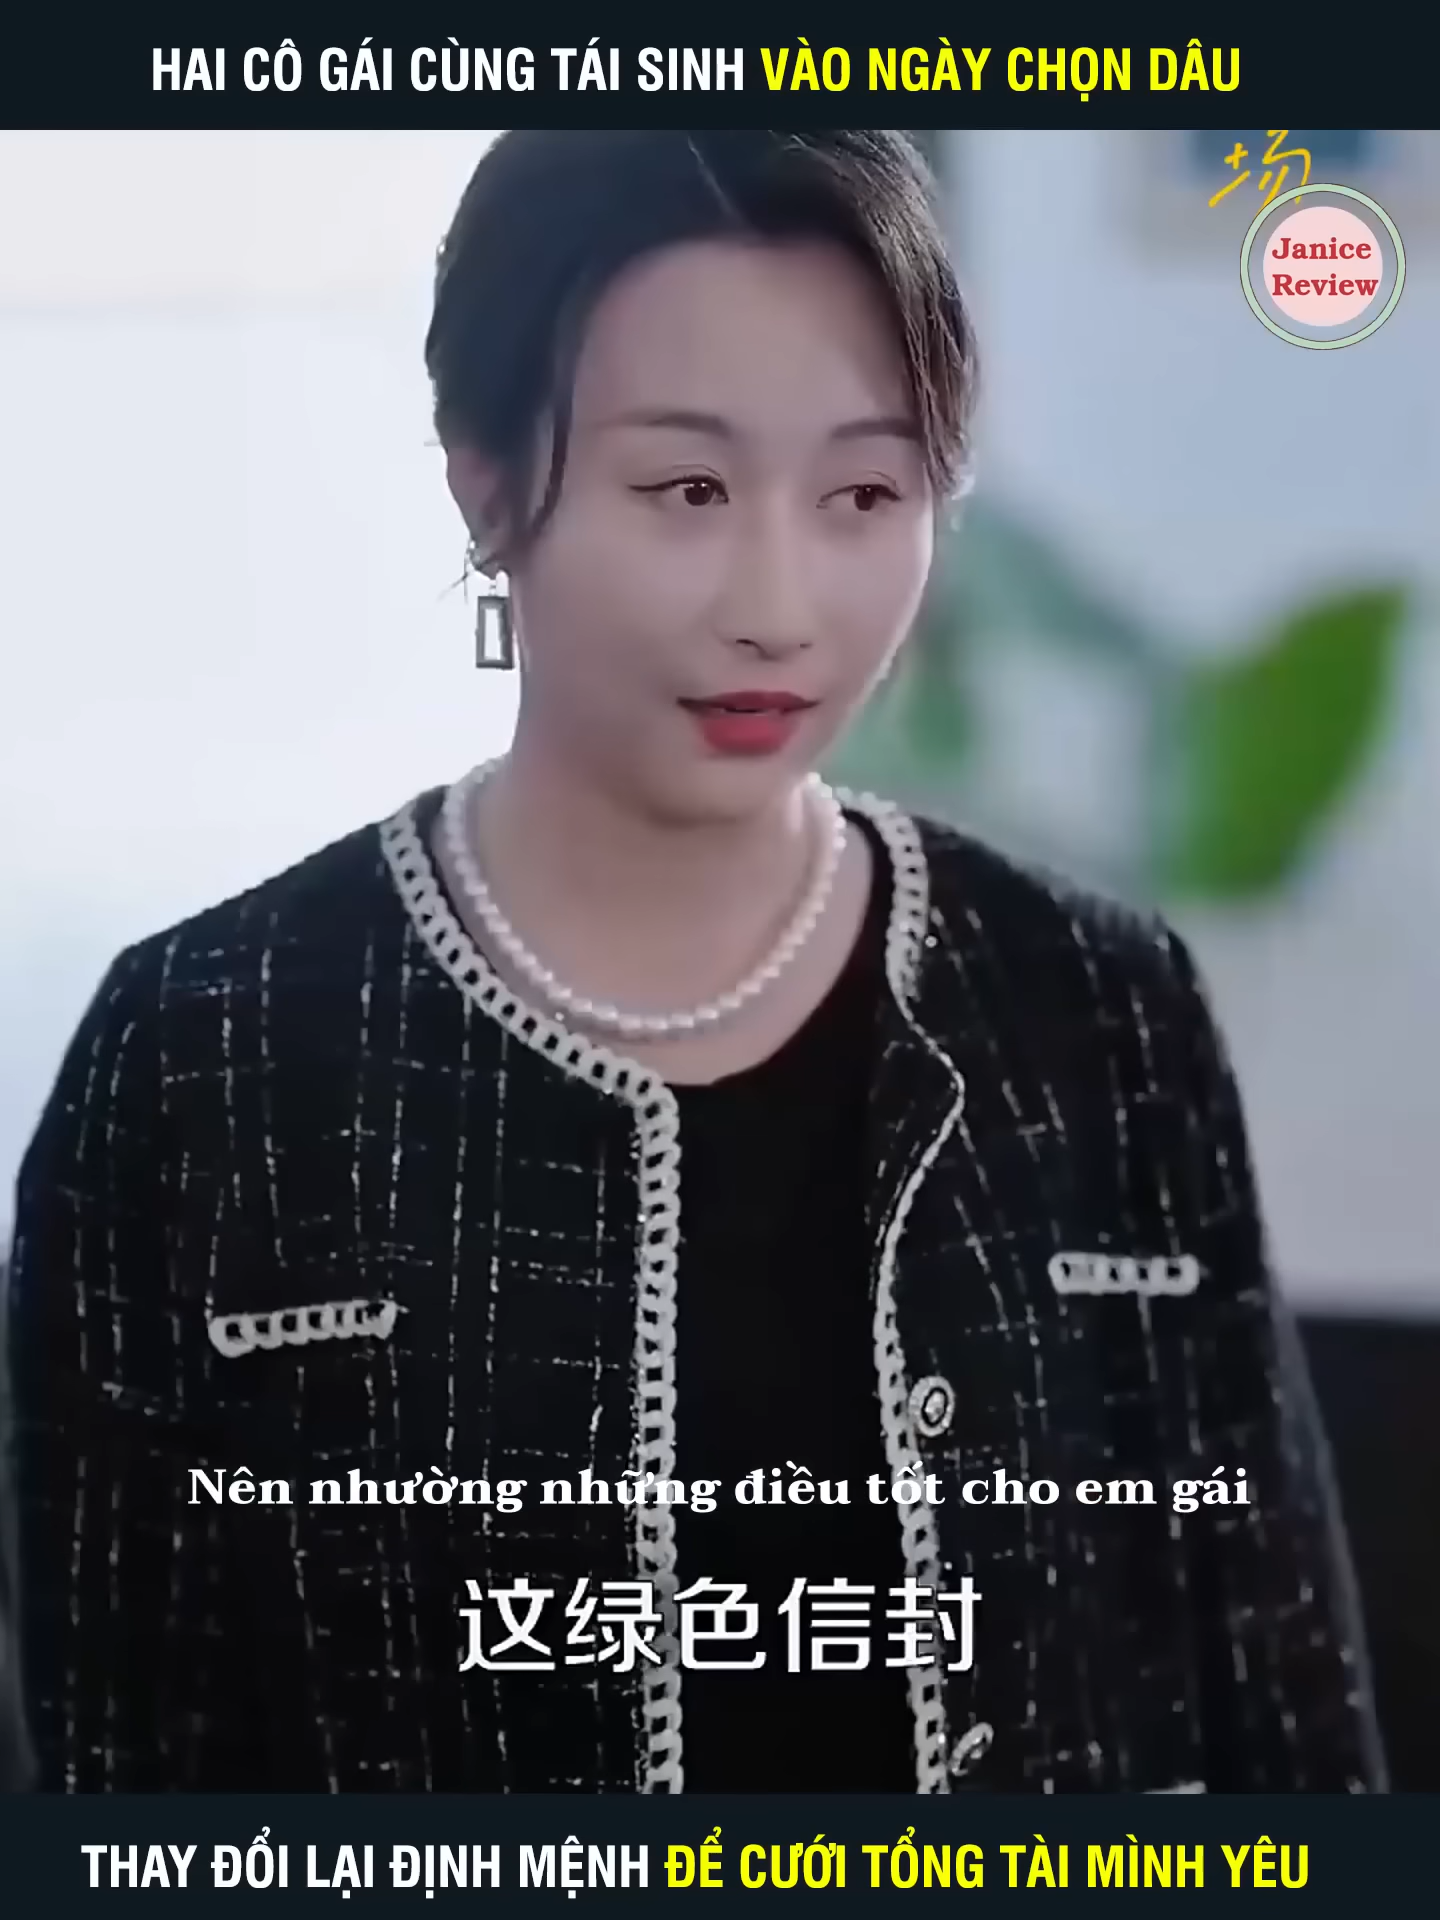 HAI CÔ GÁI CÙNG TÁI SINH VÀO NGÀY CHỌN DÂU
场
Janice
Review
Nên nhường những điều tốt cho em gái
这绿色信封
THAY ĐỔI LẠI ĐỊNH MỆNH ĐỂ CƯỚI TỔNG TÀI MÌNH YÊU